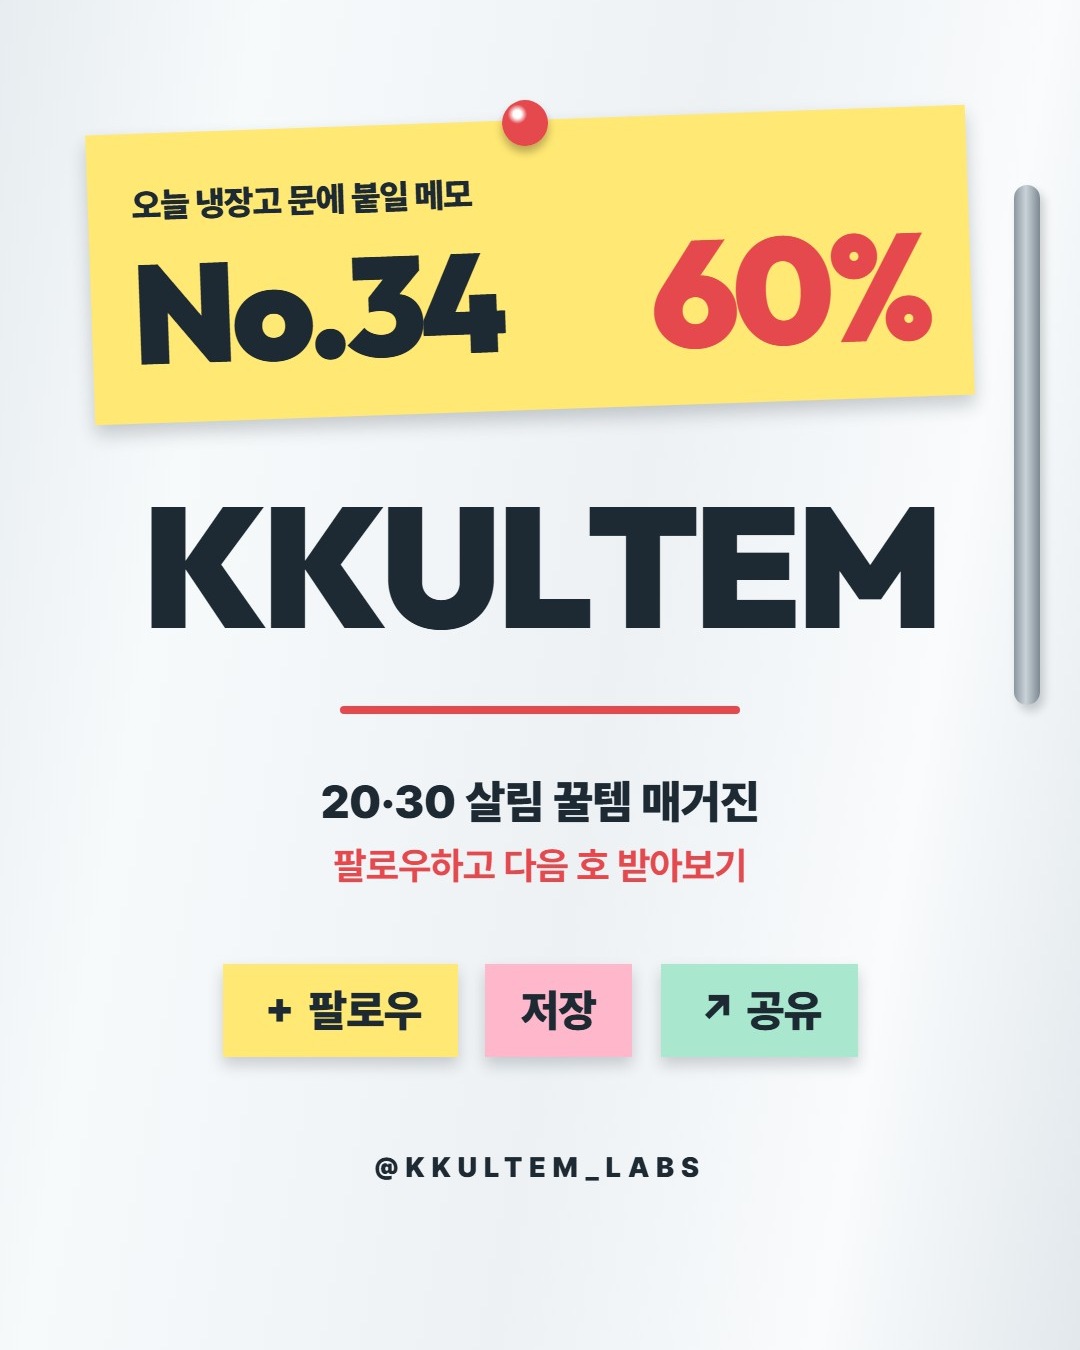 오늘 냉장고 문에 붙일 메모
No.34 60%
KKULTEM
20·30 살림 꿀템 매거진
팔로우하고 다음 호 받아보기
+ 팔로우 저장 ↗ 공유
@KKULTEM_LABS